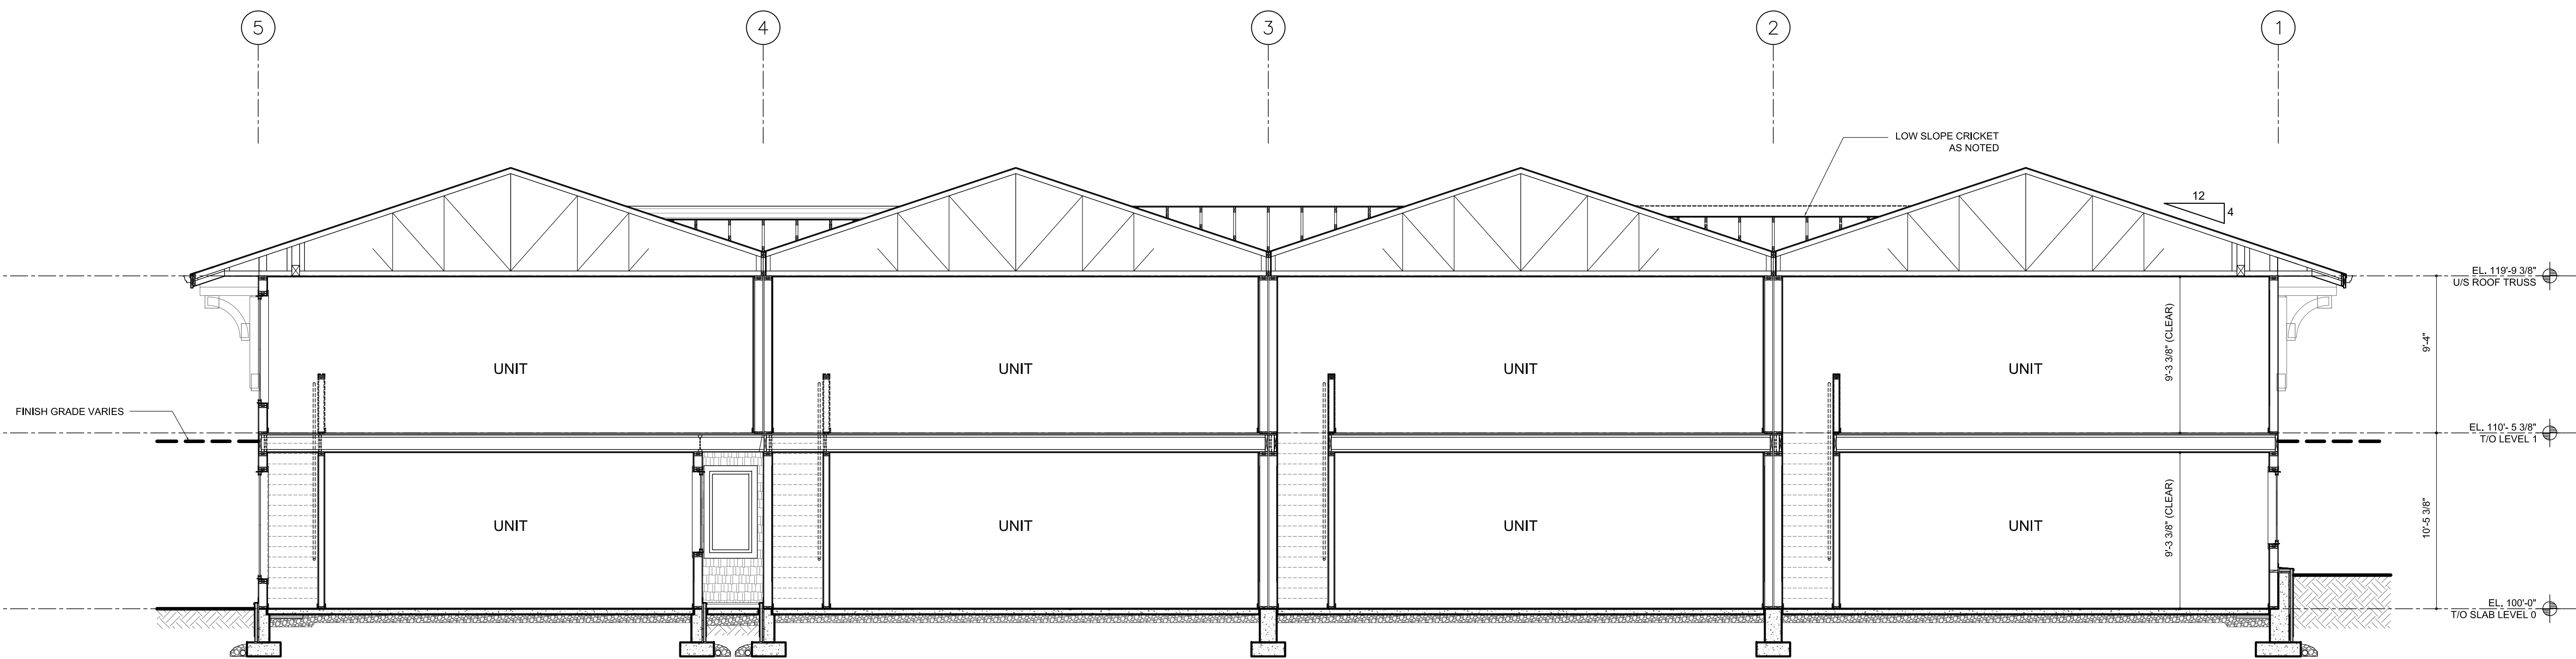 5
4
3
2
1
LOW SLOPE CRICKET
AS NOTED
12
4
EL. 119'-9 3/8"
U/S ROOF TRUSS
9'-3 3/8" (CLEAR)
9'-4"
UNIT
UNIT
UNIT
UNIT
FINISH GRADE VARIES
EL. 110'- 5 3/8"
T/O LEVEL 1
9'-3 3/8" (CLEAR)
10'-5 3/8"
UNIT
UNIT
UNIT
UNIT
EL. 100'-0"
T/O SLAB LEVEL 0